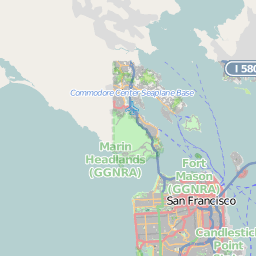 I 580
Commodore Center Seaplane Base
Marin
Headlands
(GGNRA)
Fort
Mason
(GGNRA)
San Francisco
Candlestick
Point